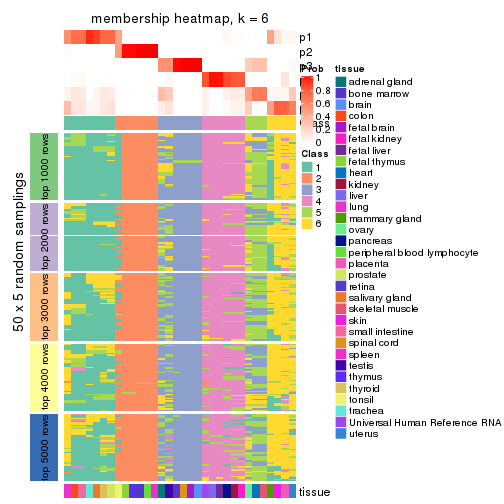 membership heatmap, k = 6
p1
p2
Prob
1
0.8
0.6
0.4
0.2
0
Class
1
2
3
4
5
6
50 x 5 random samplings
top 1000 rows
top 2000 rows
top 3000 rows
top 4000 rows
top 5000 rows
tissue
tissue
adrenal gland
bone marrow
brain
colon
fetal brain
fetal kidney
fetal liver
fetal thymus
heart
kidney
liver
lung
mammary gland
ovary
pancreas
peripheral blood lymphocyte
placenta
prostate
retina
salivary gland
skeletal muscle
skin
small intestine
spinal cord
spleen
testis
thymus
thyroid
tonsil
trachea
Universal Human Reference RNA
uterus